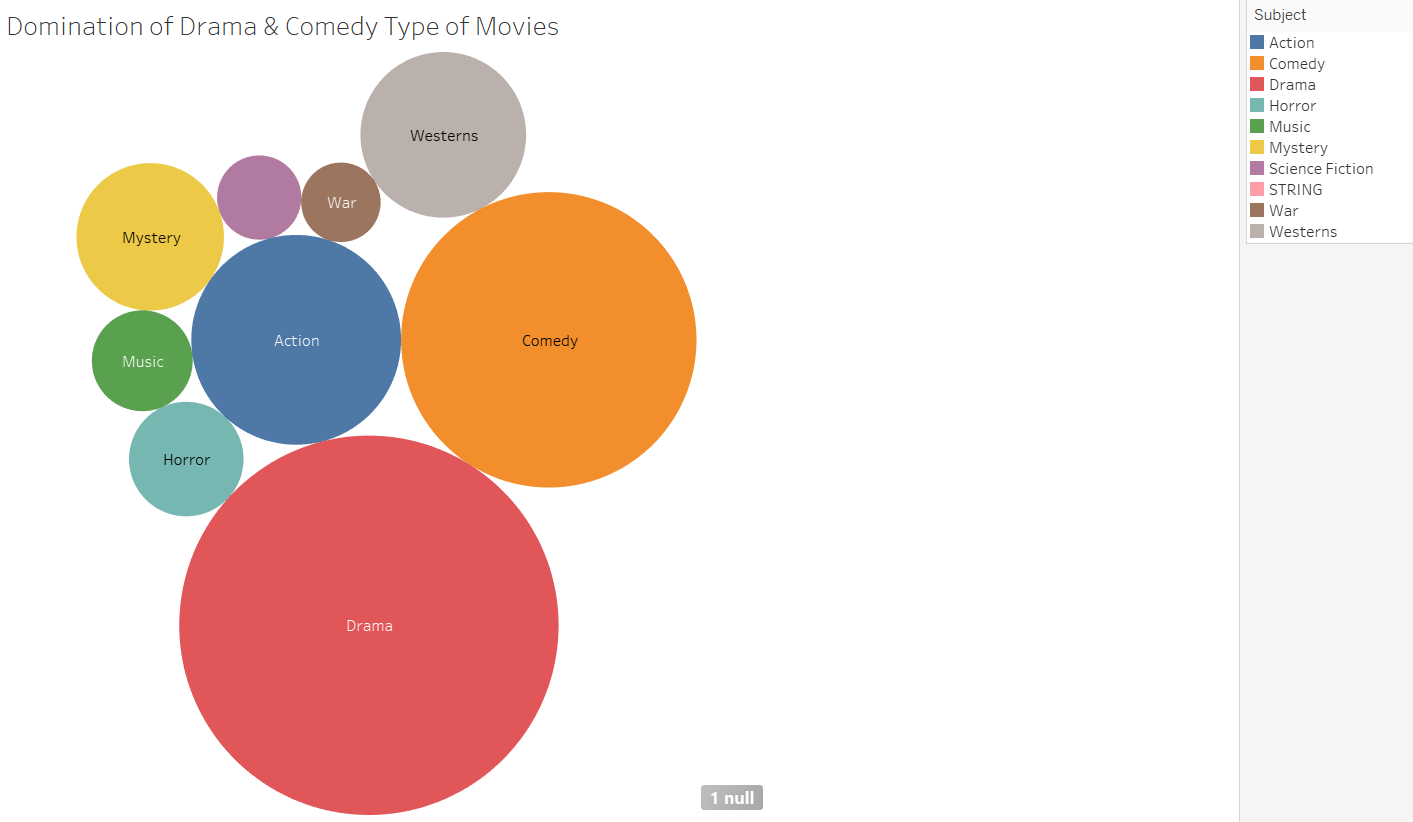 Domination of Drama & Comedy Type of Movies
Westerns
War
Mystery
Action
Comedy
Music
Horror
Drama
1 null
Subject
Action
Comedy
Drama
Horror
Music
Mystery
Science Fiction
STRING
War
Westerns